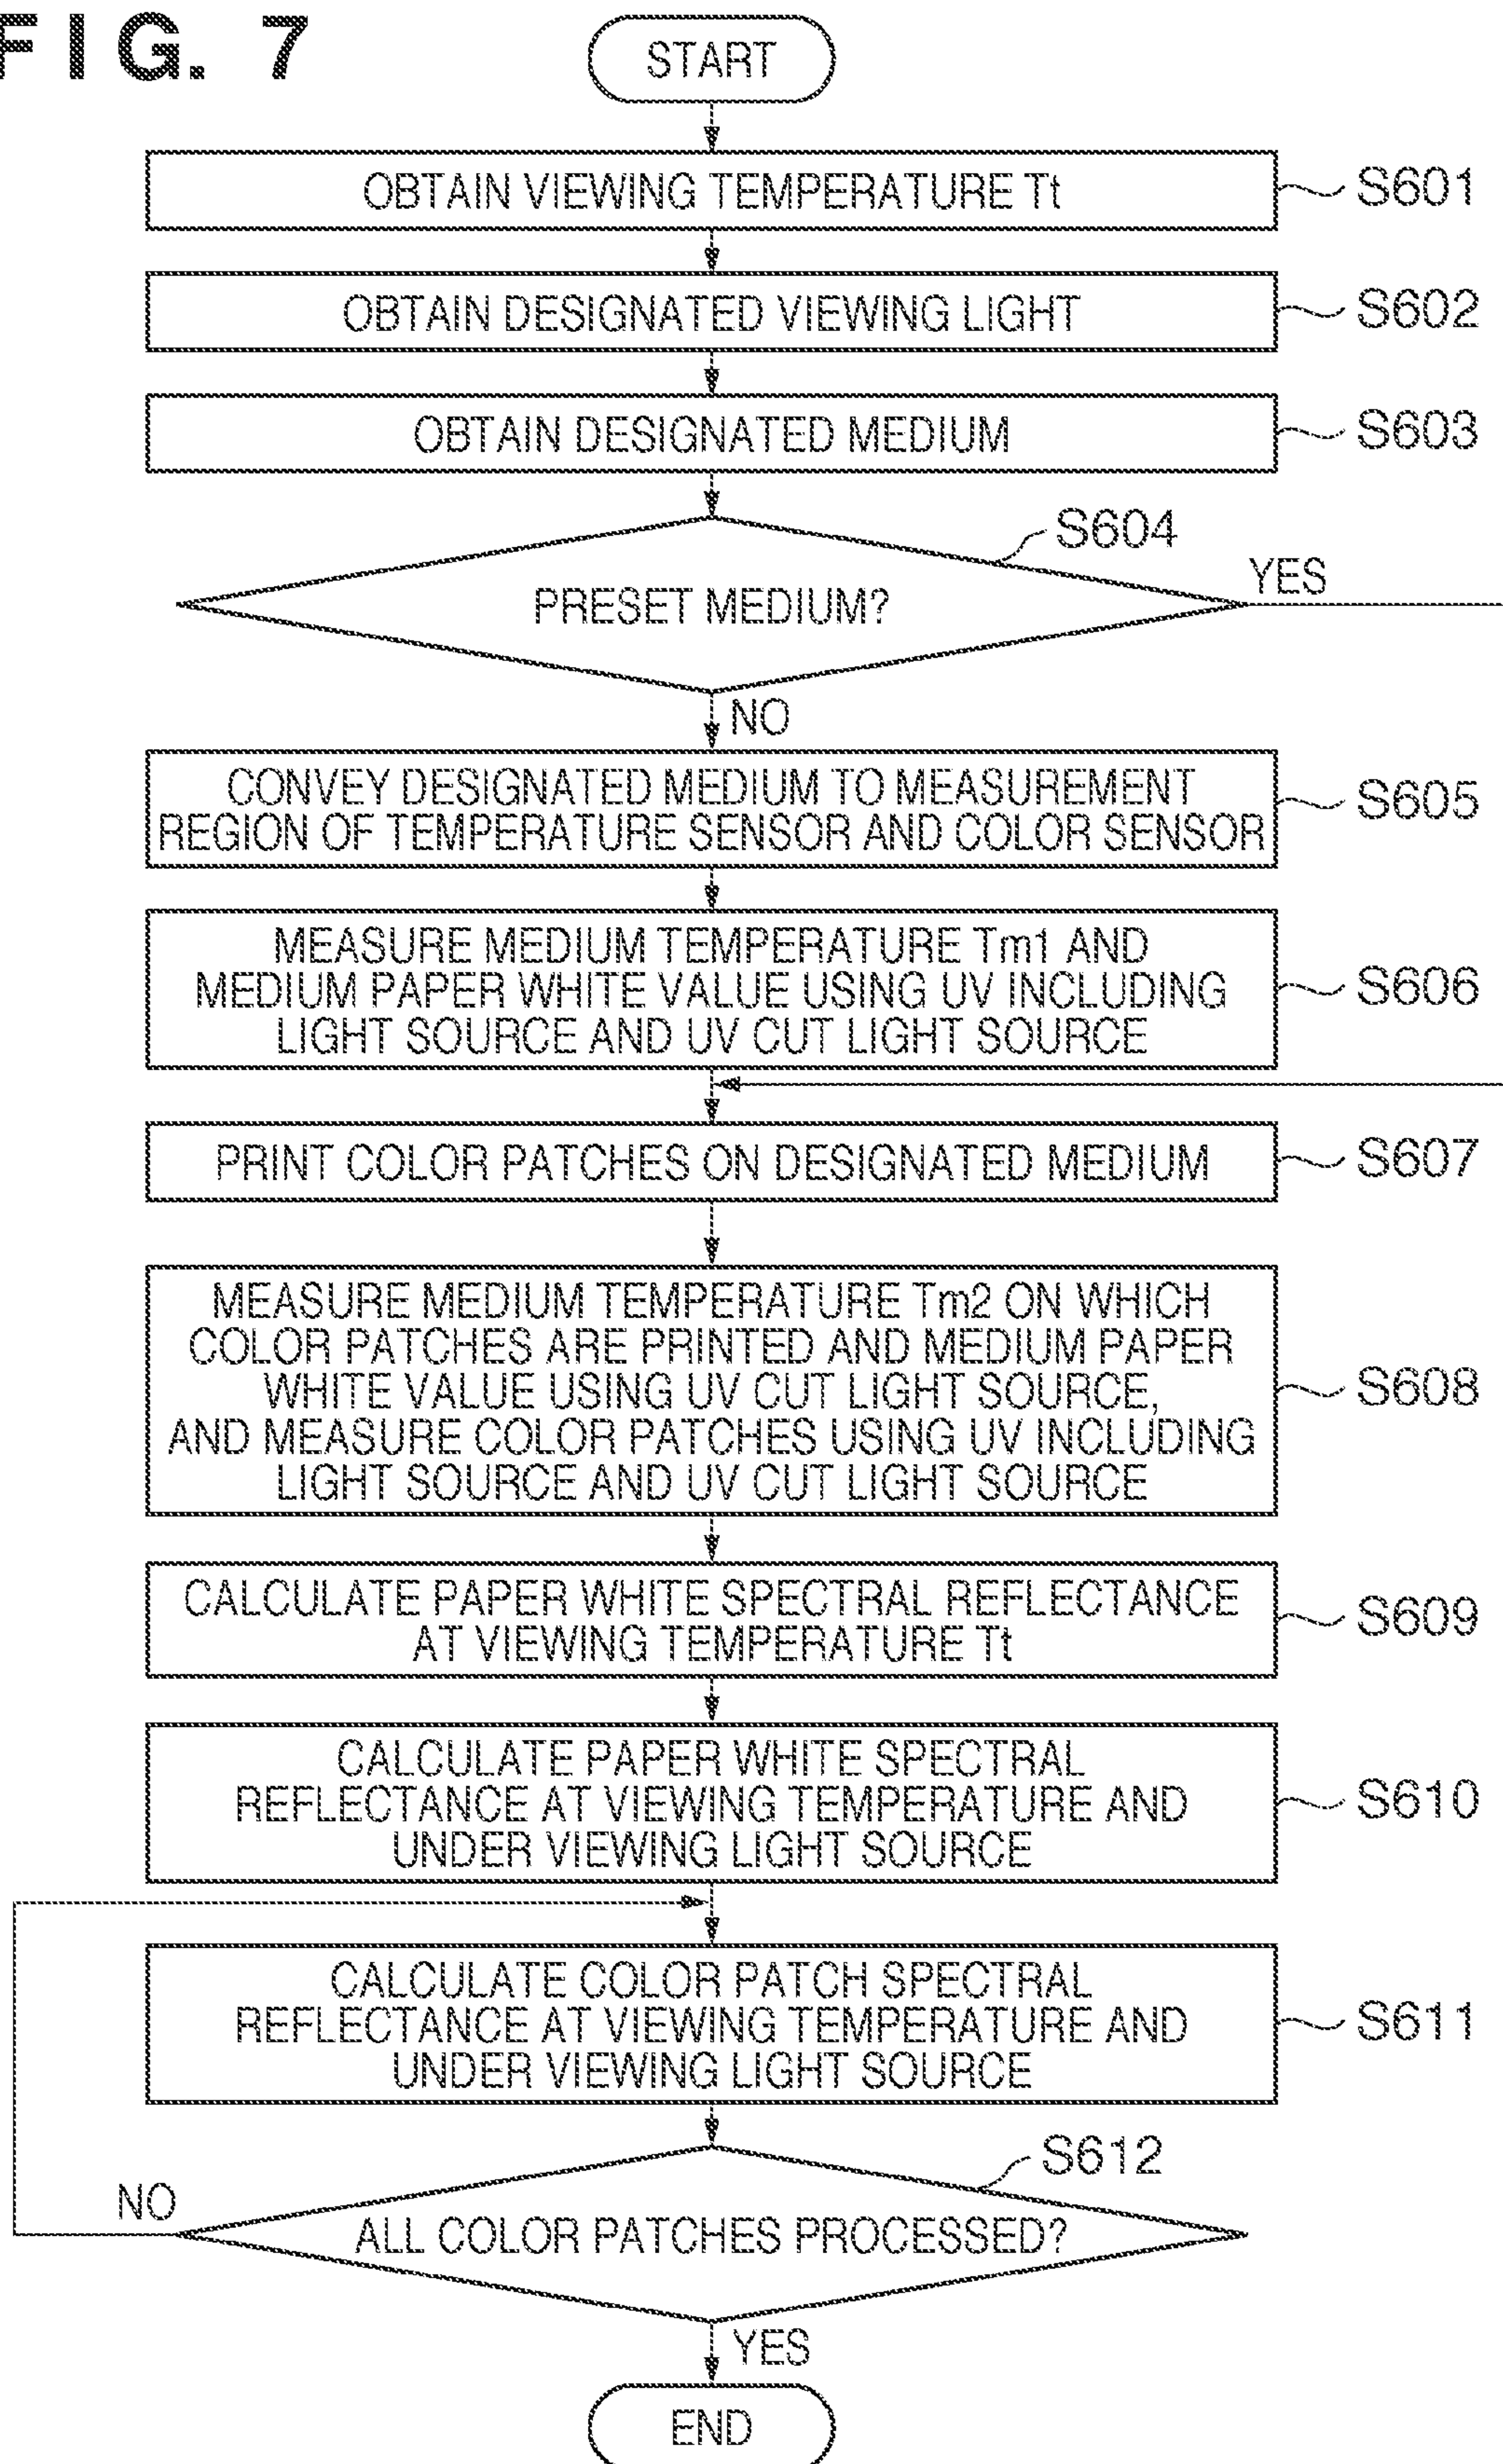 FIG. 7
START
OBTAIN VIEWING TEMPERATURE Tt
S601
OBTAIN DESIGNATED VIEWING LIGHT
S602
OBTAIN DESIGNATED MEDIUM
S603
S604
PRESET MEDIUM?
YES
NO
CONVEY DESIGNATED MEDIUM TO MEASUREMENT
REGION OF TEMPERATURE SENSOR AND COLOR SENSOR
S605
MEASURE MEDIUM TEMPERATURE Tm1 AND
MEDIUM PAPER WHITE VALUE USING UV INCLUDING
LIGHT SOURCE AND UV CUT LIGHT SOURCE
S606
PRINT COLOR PATCHES ON DESIGNATED MEDIUM
S607
MEASURE MEDIUM TEMPERATURE Tm2 ON WHICH
COLOR PATCHES ARE PRINTED AND MEDIUM PAPER
WHITE VALUE USING UV CUT LIGHT SOURCE,
AND MEASURE COLOR PATCHES USING UV INCLUDING
LIGHT SOURCE AND UV CUT LIGHT SOURCE
S608
CALCULATE PAPER WHITE SPECTRAL REFLECTANCE
AT VIEWING TEMPERATURE Tt
S609
CALCULATE PAPER WHITE SPECTRAL
REFLECTANCE AT VIEWING TEMPERATURE AND
UNDER VIEWING LIGHT SOURCE
S610
CALCULATE COLOR PATCH SPECTRAL
REFLECTANCE AT VIEWING TEMPERATURE AND
UNDER VIEWING LIGHT SOURCE
S611
S612
NO
ALL COLOR PATCHES PROCESSED?
YES
END